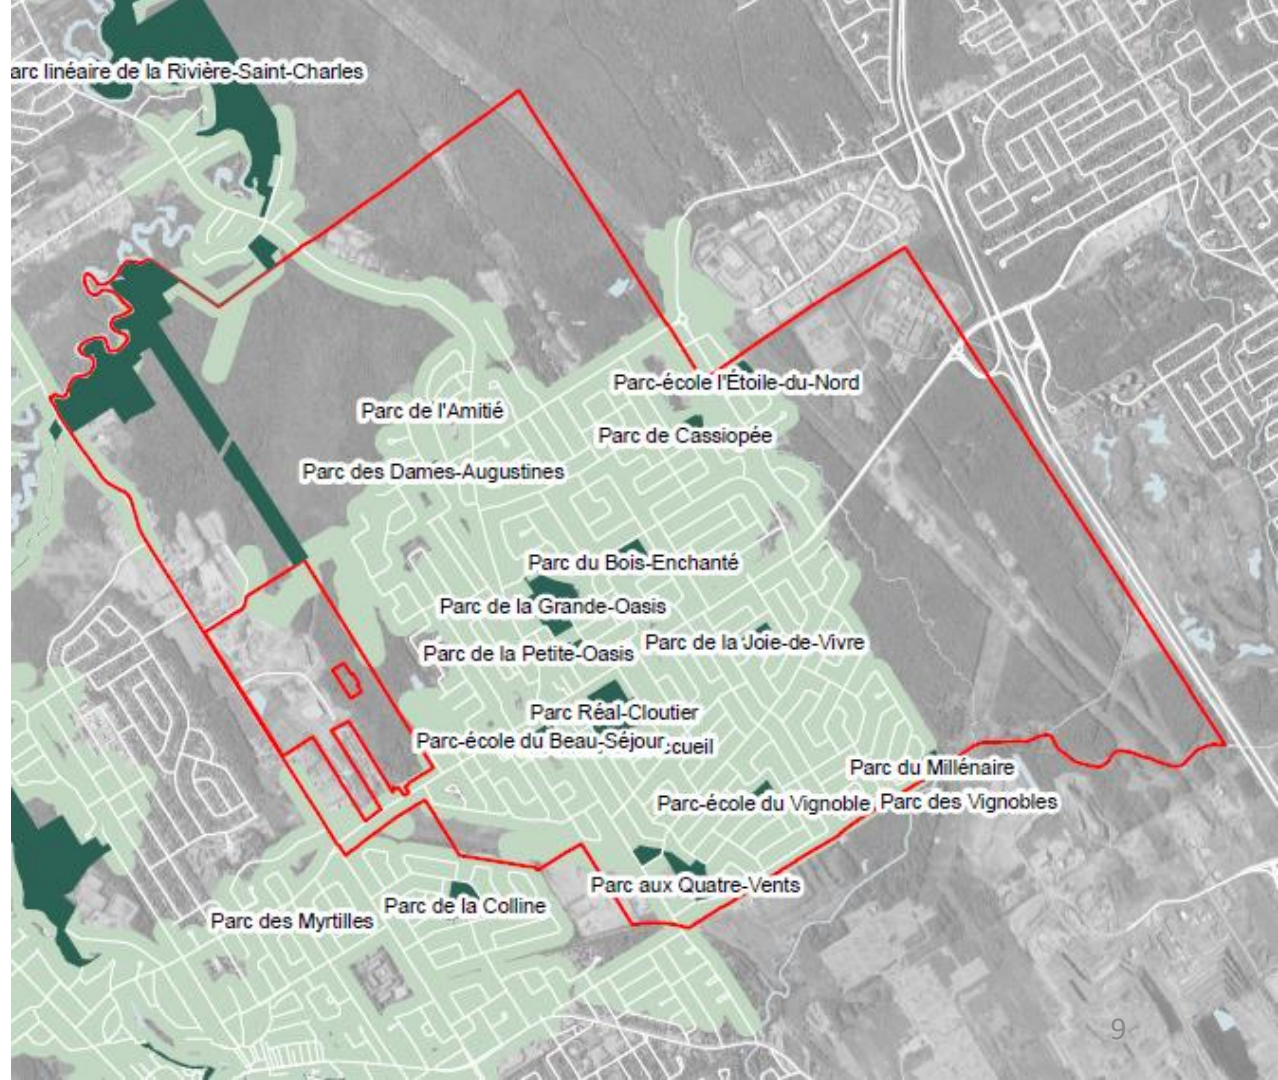 arc linéaire de la Rivière-Saint-Charles
Parc-école l'Étoile-du-Nord
Parc de l'Amitié
Parc de Cassiopée
Parc des Dames-Augustines
Parc du Bois-Enchanté
Parc de la Grande-Oasis
Parc de la Joie-de-Vivre
Parc de la Petite-Oasis
Parc Réal-Cloutier
Parc-école du Beau-Séjour
cueil
Parc du Millénaire
Parc-école du Vignoble
Parc des Vignobles
Parc aux Quatre-Vents
Parc de la Colline
Parc des Myrtilles
9